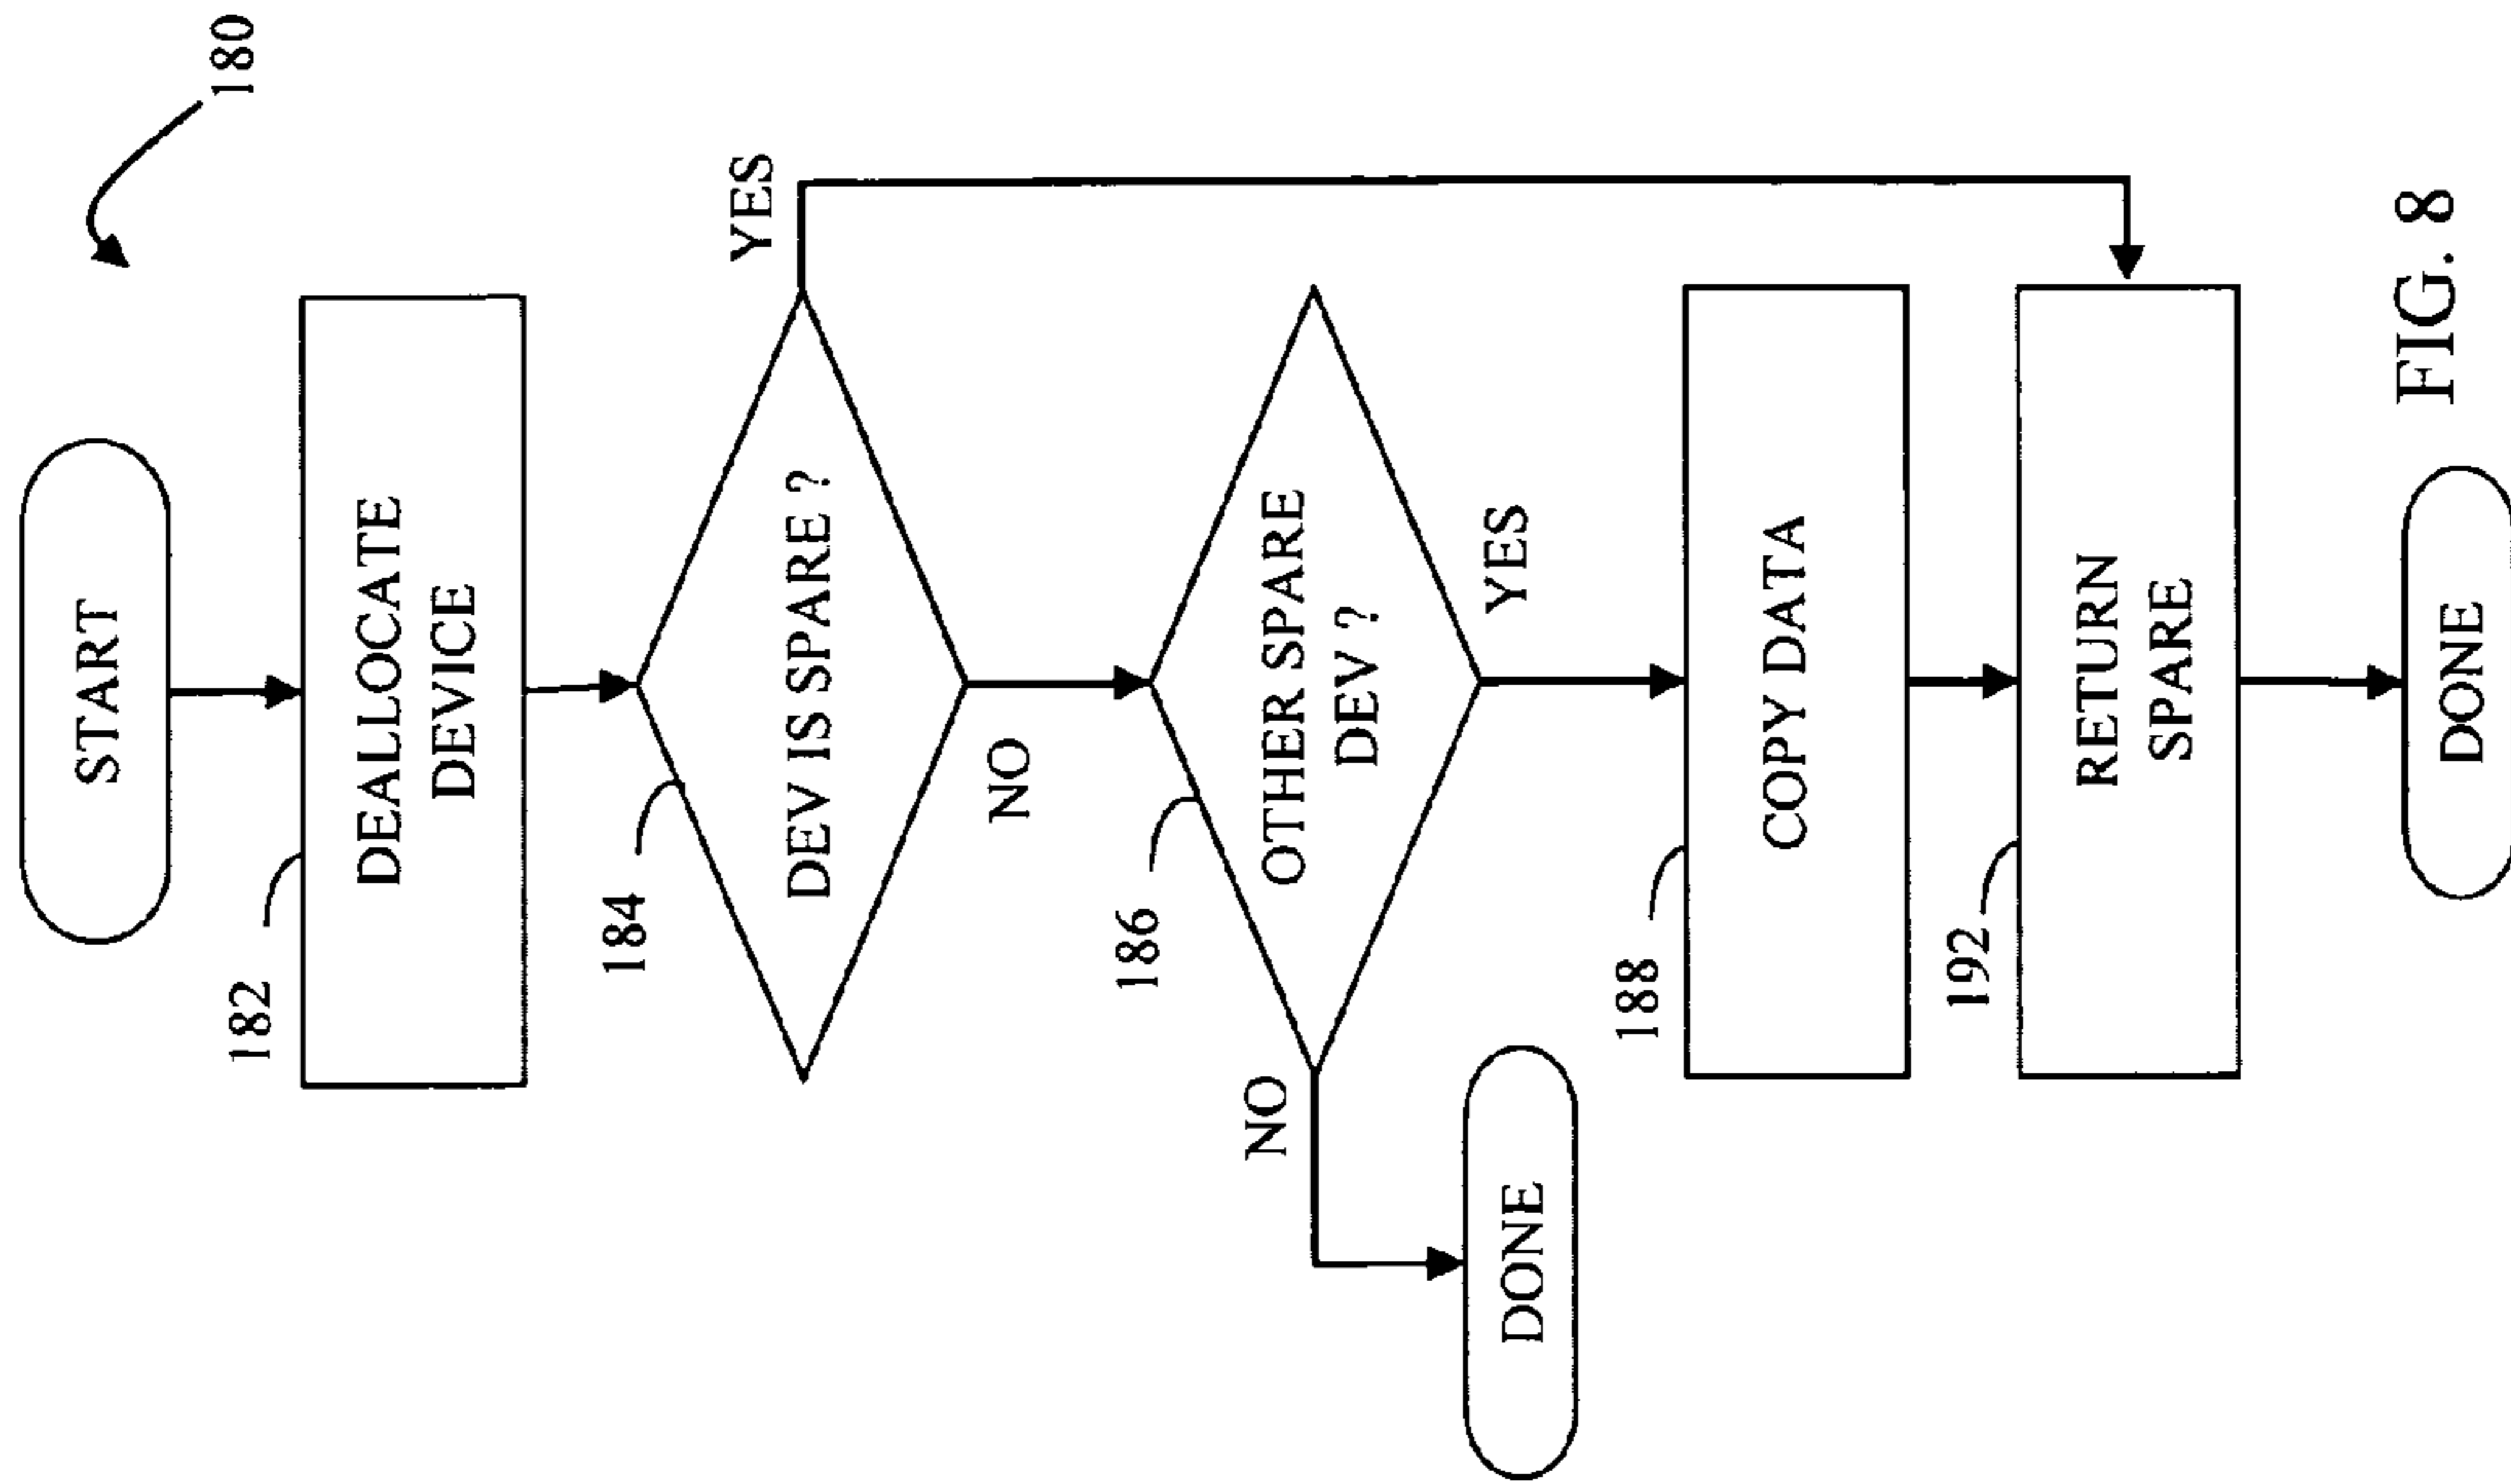 180
START
182
DEALLOCATE
DEVICE
184
DEV IS SPARE ?
YES
NO
186
OTHER SPARE
DEV ?
NO
YES
DONE
188
COPY DATA
192
RETURN
SPARE
DONE
FIG. 8